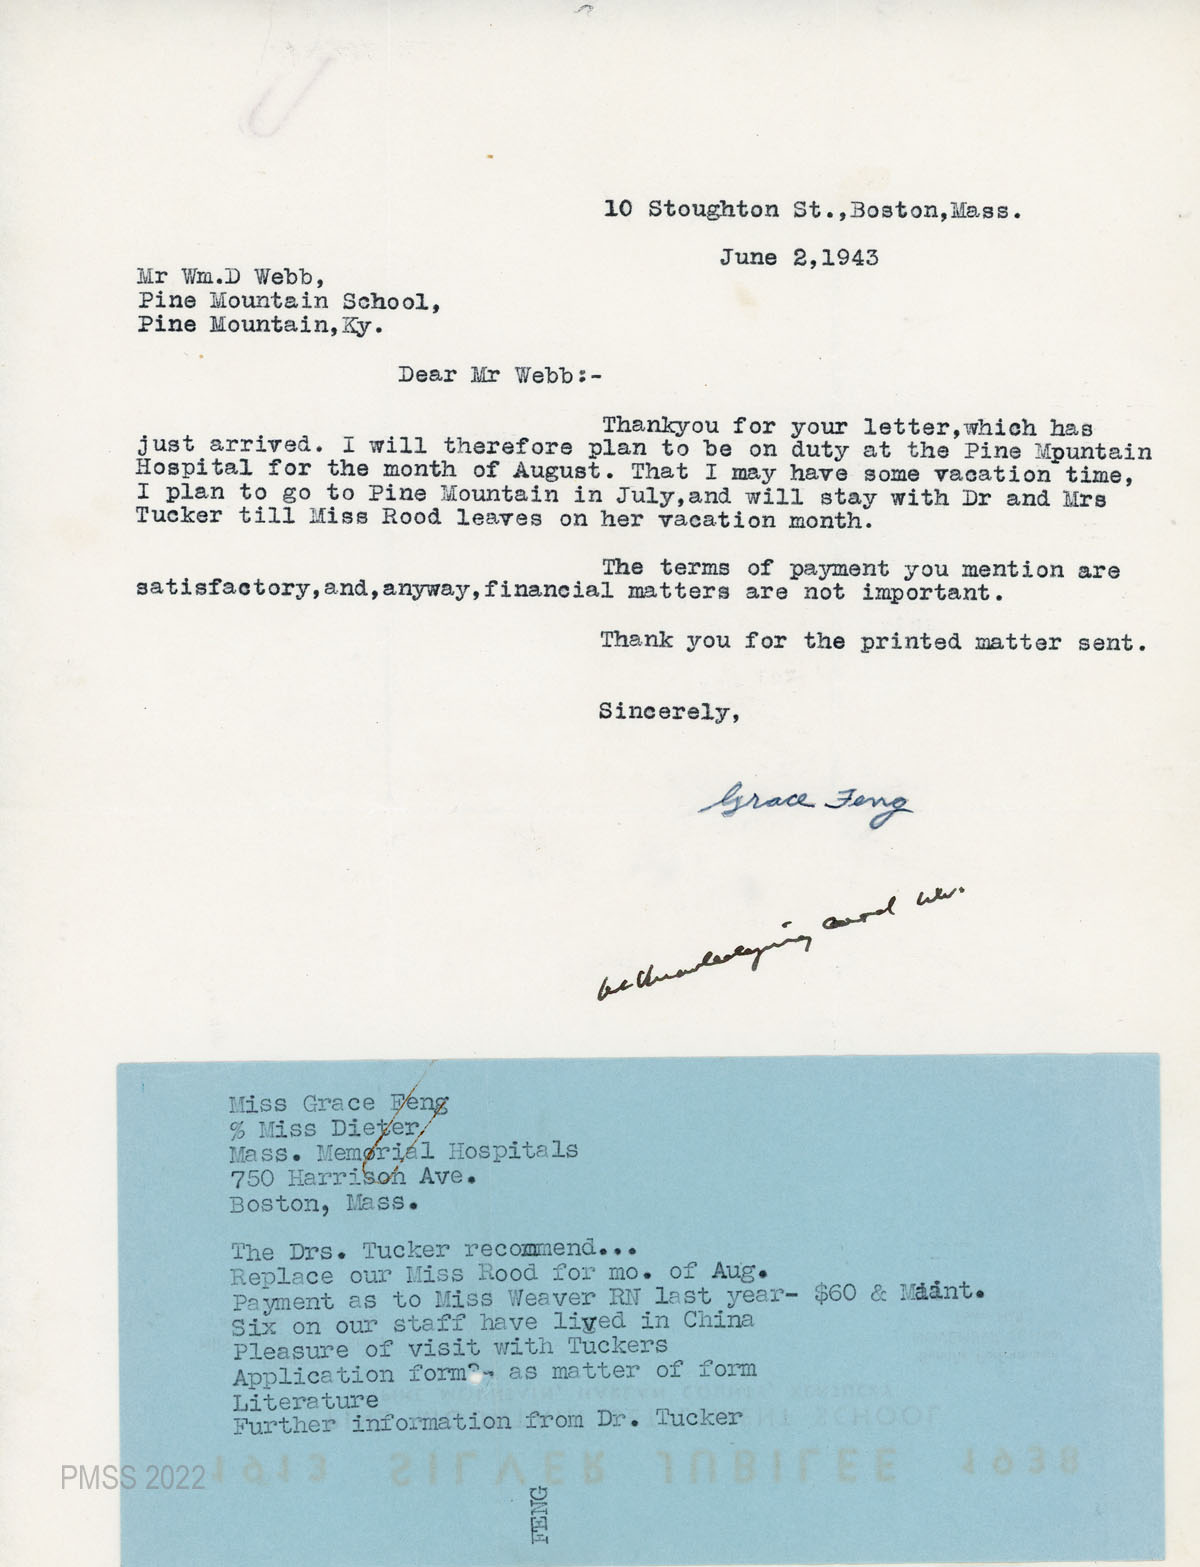 10 Stoughton St.,Boston,Mass.
June 2,1943
Mr Wm.D Webb,
Pine Mountain School,
Pine Mountain,Ky.
Dear Mr Webb:-
Thankyou for your letter,which has
just arrived. I will therefore plan to be on duty at the Pine Mpuntain
Hospital for the month of August. That I may have some vacation time,
I plan to go to Pine Mountain in July,and will stay with Dr and Mrs
Tucker till Miss Rood leaves on her vacation month.
The terms of payment you mention are
satisfactory,and,anyway,financial matters are not important.
Thank you for the printed matter sent.
Sincerely,
Grace Feng
acknowledging card
Miss Grace Feng
% Miss Dieter
Mass. Memorial Hospitals
750 Harrison Ave.
Boston, Mass.
The Drs. Tucker recommend...
Replace our Miss Rood for mo. of Aug.
Payment as to Miss Weaver RN last year- $60 & Maint.
Six on our staff have lived in China
Pleasure of visit with Tuckers
Application form?- as matter of form
Literature
Further information from Dr. Tucker
1913 SILVER JUBILEE 1938
FENG
PMSS 2022